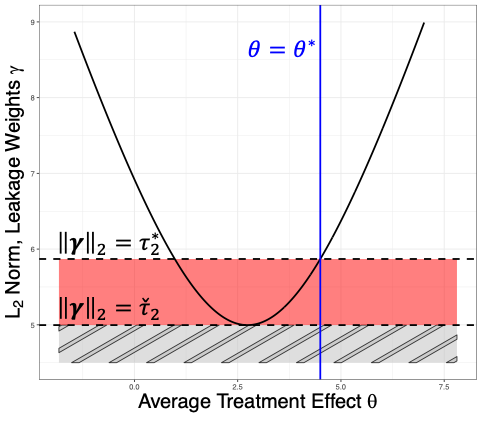 9
8
7
6
5
L₂ Norm, Leakage Weights γ
θ = θ*
‖γ‖₂ = τ₂*
‖γ‖₂ = τ̌₂
0.0 2.5 5.0 7.5
Average Treatment Effect θ